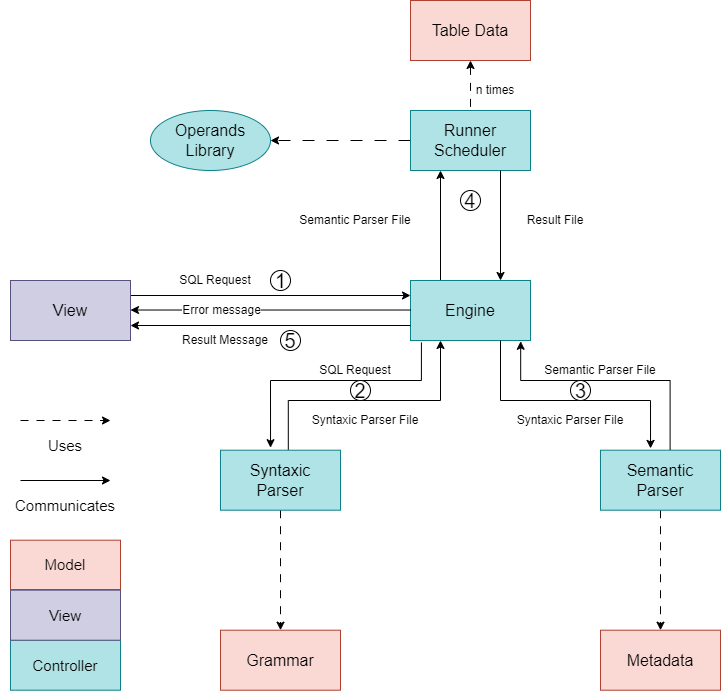 Table Data
n times
Operands
Library
Runner
Scheduler
④
Semantic Parser File
Result File
SQL Request
①
View
Error message
Engine
Result Message
⑤
SQL Request
②
Syntaxic Parser File
Semantic Parser File
③
Syntaxic Parser File
Uses
Syntaxic
Parser
Semantic
Parser
Communicates
Model
View
Controller
Grammar
Metadata